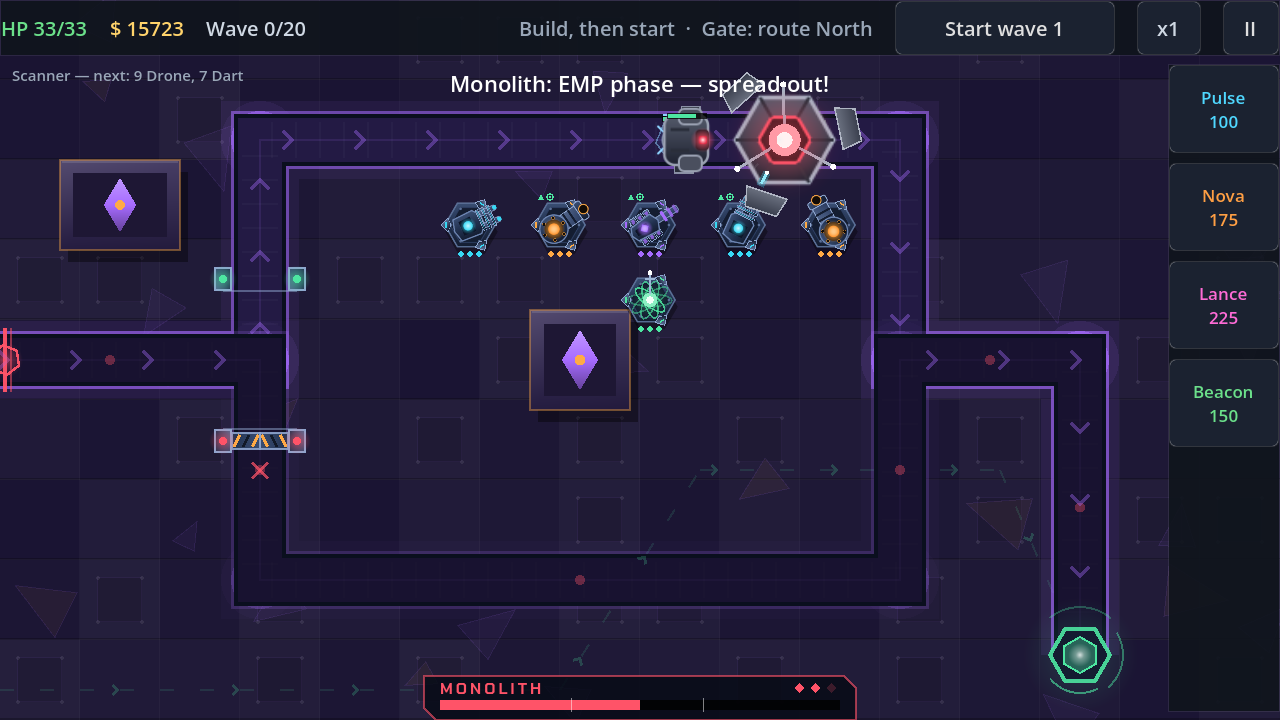 HP 33/33
$ 15723
Wave 0/20
Build, then start · Gate: route North
Start wave 1
x1
II
Scanner — next: 9 Drone, 7 Dart
Monolith: EMP phase — spread out!
Pulse
100
Nova
175
Lance
225
Beacon
150
MONOLITH